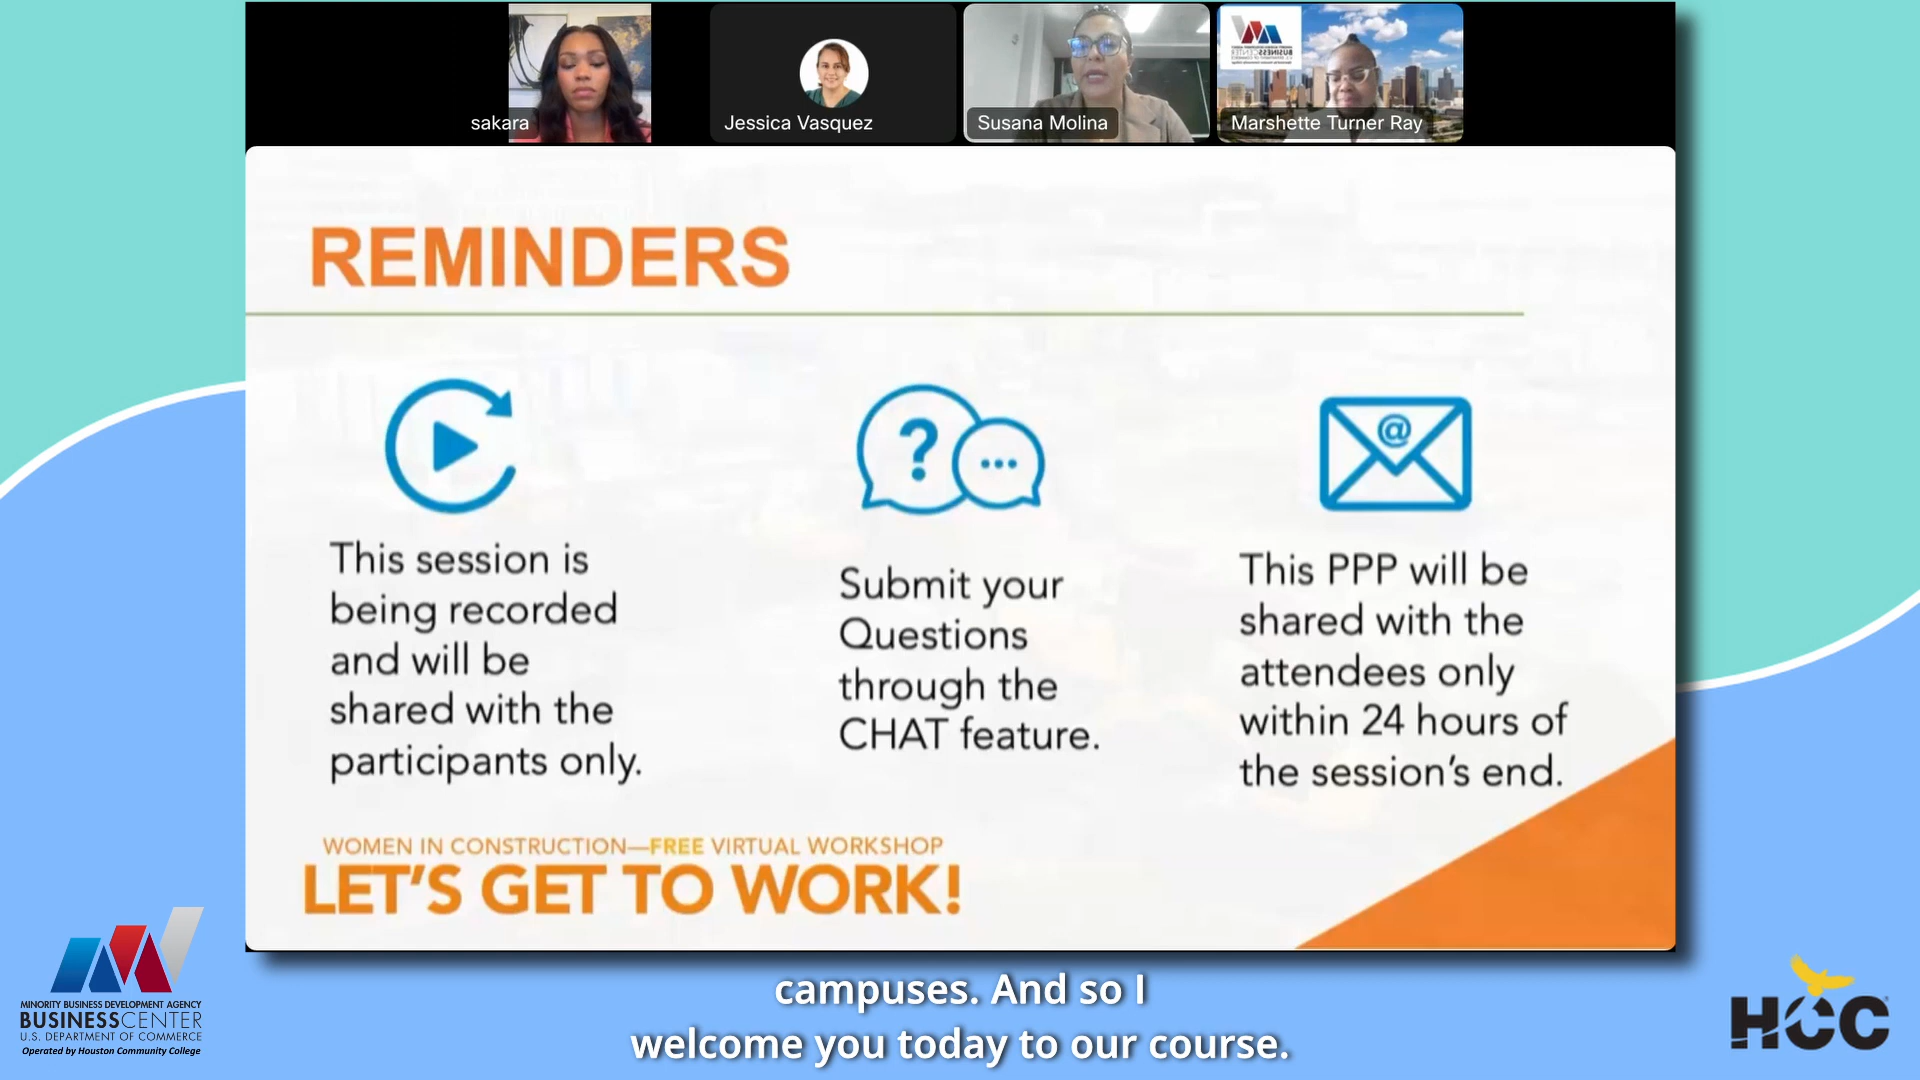 sakara
Jessica Vasquez
Susana Molina
Marshette Turner Ray
REMINDERS
This session is
being recorded
and will be
shared with the
participants only.
?
...
Submit your
Questions
through the
CHAT feature.
@
This PPP will be
shared with the
attendees only
within 24 hours of
the session's end.
WOMEN IN CONSTRUCTION—FREE VIRTUAL WORKSHOP
LET'S GET TO WORK!
MINORITY BUSINESS DEVELOPMENT AGENCY
BUSINESSCENTER
U.S. DEPARTMENT OF COMMERCE
Operated by Houston Community College
campuses. And so I
welcome you today to our course.
HCC